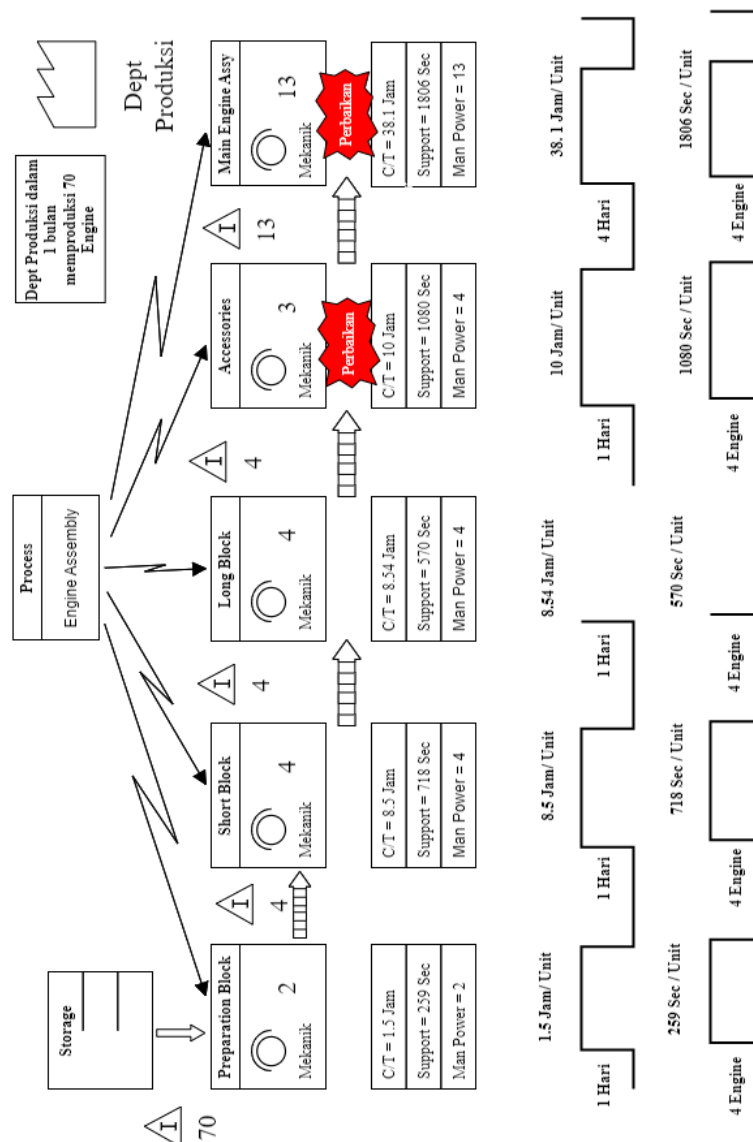 Process
Engine Assembly
Dept Produksi dalam
1 bulan
memproduksi 70
Engine
Dept
Produksi
Storage
I
70
Preparation Block
2
Mekanik
C/T = 1.5 Jam
Support = 259 Sec
Man Power = 2
I
4
Short Block
4
Mekanik
C/T = 8.5 Jam
Support = 718 Sec
Man Power = 4
I
4
Long Block
4
Mekanik
C/T = 8.54 Jam
Support = 570 Sec
Man Power = 4
I
4
Accessories
3
Mekanik
Perbaikan
C/T = 10 Jam
Support = 1080 Sec
Man Power = 4
I
13
Main Engine Assy
13
Mekanik
Perbaikan
C/T = 38.1 Jam
Support = 1806 Sec
Man Power = 13
1 Hari
1.5 Jam/ Unit
1 Hari
8.5 Jam/ Unit
1 Hari
8.54 Jam/ Unit
1 Hari
10 Jam/ Unit
4 Hari
38. 1 Jam/ Unit
4 Engine
259 Sec / Unit
4 Engine
718 Sec / Unit
4 Engine
570 Sec / Unit
4 Engine
1080 Sec / Unit
4 Engine
1806 Sec / Unit